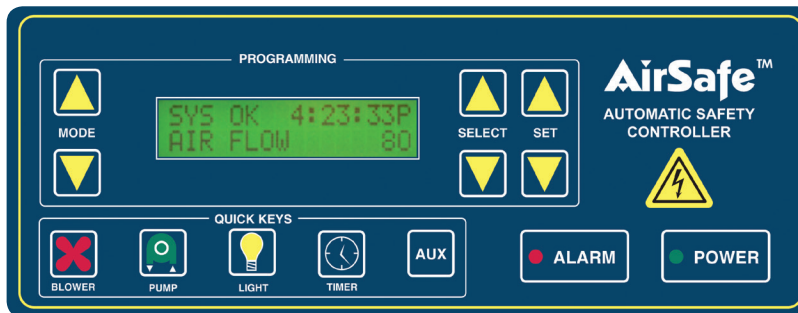 PROGRAMMING
MODE
SYS OK 4:23:33P
AIR FLOW 80
SELECT
SET
AirSafe™
AUTOMATIC SAFETY
CONTROLLER
QUICK KEYS
BLOWER
PUMP
LIGHT
TIMER
AUX
ALARM
POWER